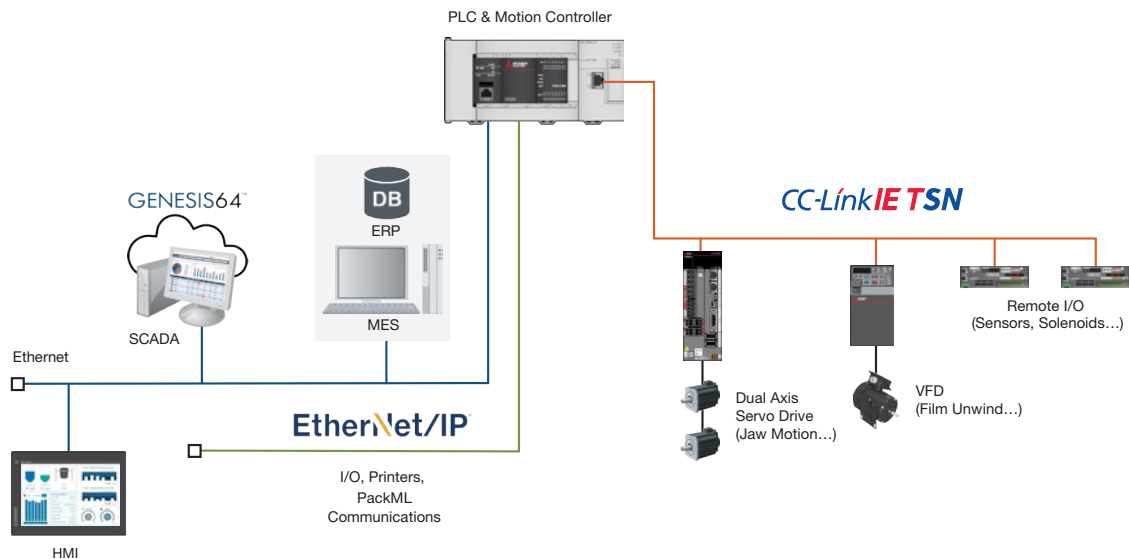 PLC & Motion Controller
GENESIS64™
DB
ERP
MES
SCADA
Ethernet
EtherNet/IP
I/O, Printers,
PackML
Communications
HMI
CC-Link IE TSN
Dual Axis
Servo Drive
(Jaw Motion…)
VFD
(Film Unwind…)
Remote I/O
(Sensors, Solenoids…)